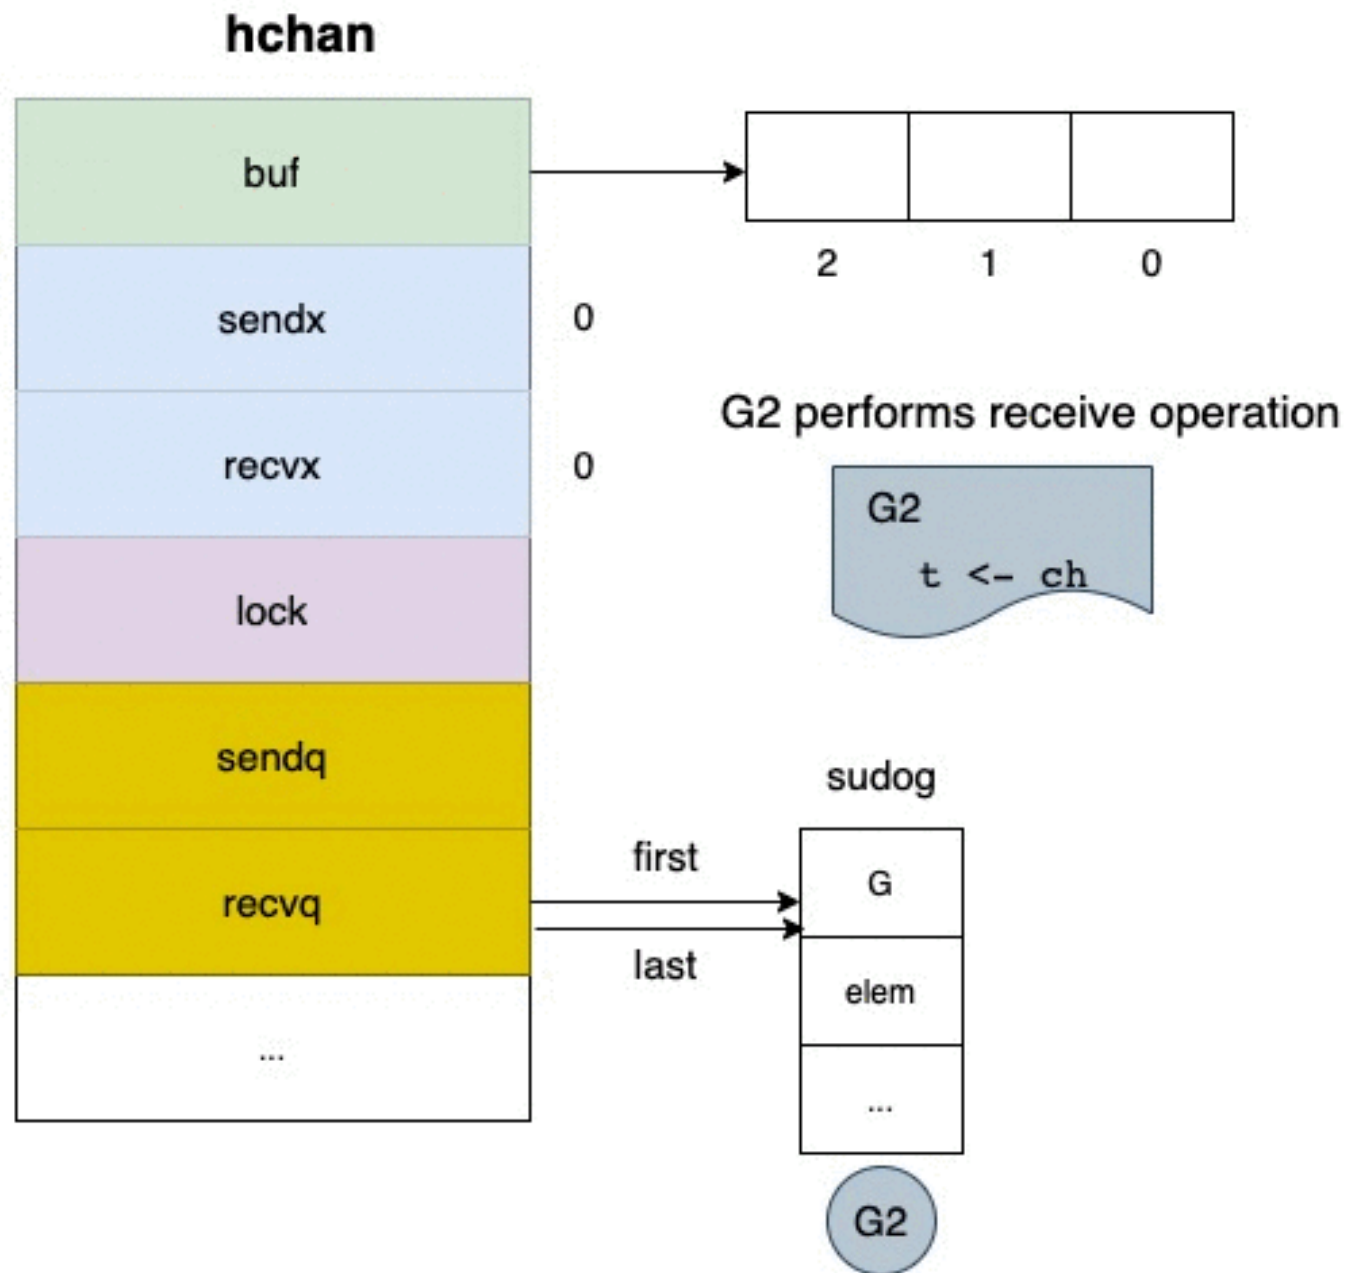 hchan
buf
2 1 0
sendx 0
recvx 0
G2 performs receive operation
G2
t <- ch
lock
sendq
sudog
recvq
first
last
G
elem
...
...
G2